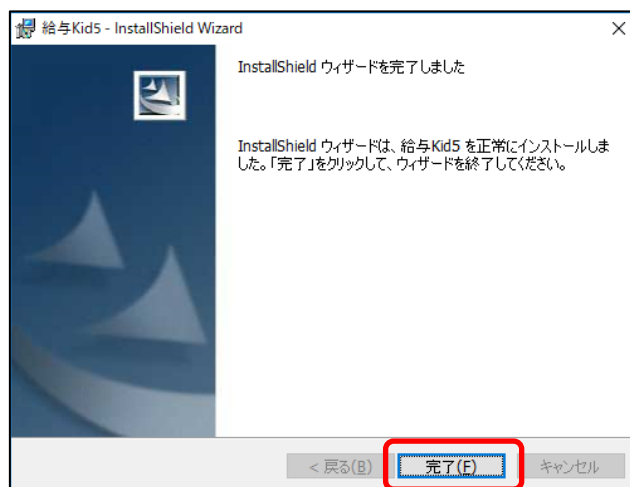 給与Kid5 - InstallShield Wizard
InstallShield ウィザードを完了しました
InstallShield ウィザードは、給与Kid5 を正常にインストールしま
した。「完了」をクリックして、ウィザードを終了してください。
< 戻る(B) 完了(F) キャンセル